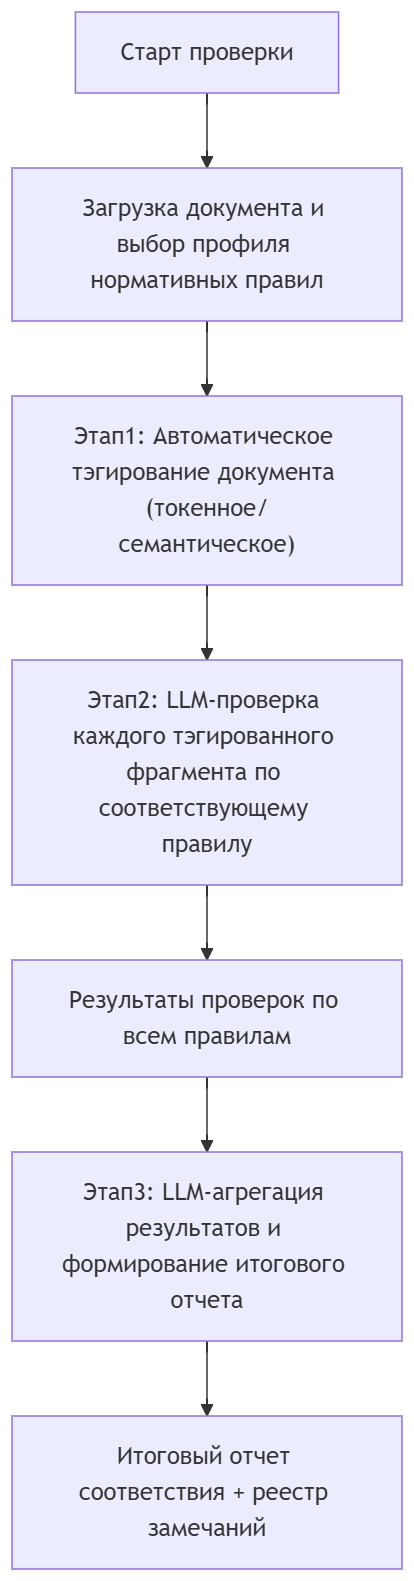 Старт проверки
Загрузка документа и
выбор профиля
нормативных правил
Этап1: Автоматическое
тэгирование документа
(токенное/
семантическое)
Этап2: LLM-проверка
каждого тэгированного
фрагмента по
соответствующему
правилу
Результаты проверок по
всем правилам
Этап3: LLM-агрегация
результатов и
формирование итогового
отчета
Итоговый отчет
соответствия + реестр
замечаний